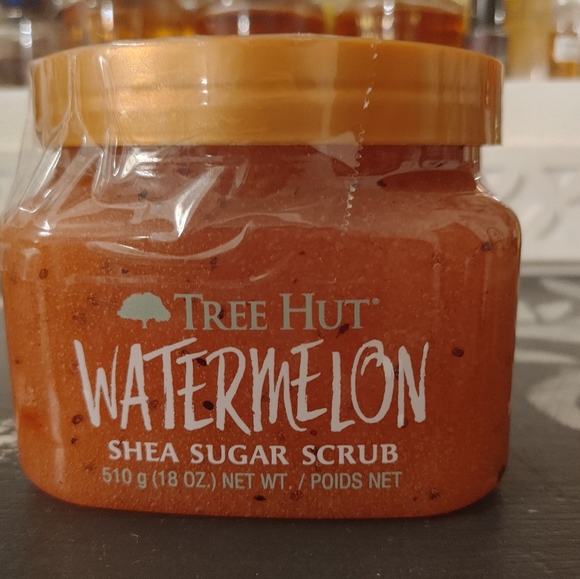 TREE HUT®
WATERMELON
SHEA SUGAR SCRUB
510 g (18 OZ.) NET WT. / POIDS NET